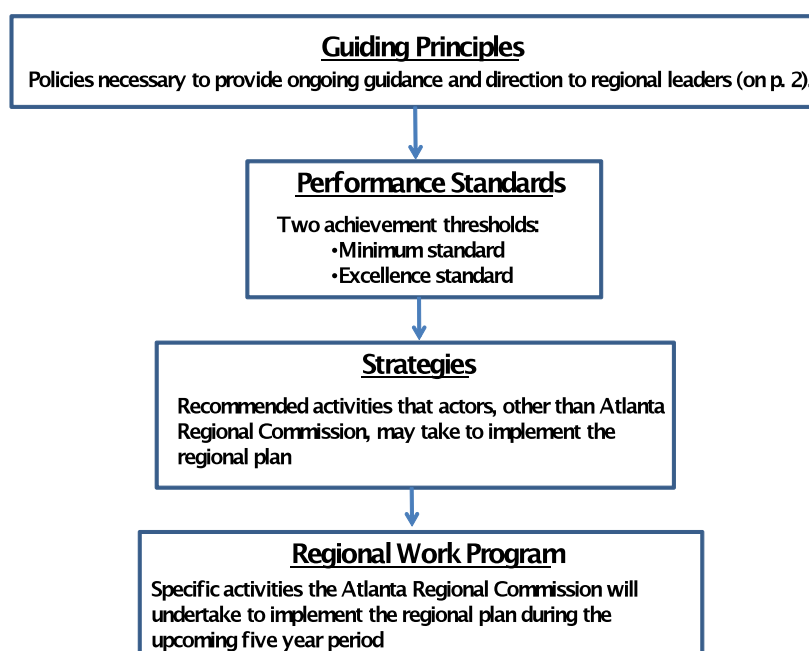 Guiding Principles
Policies necessary to provide ongoing guidance and direction to regional leaders (on p. 2).
Performance Standards
Two achievement thresholds:
•Minimum standard
•Excellence standard
Strategies
Recommended activities that actors, other than Atlanta
Regional Commission, may take to implement the
regional plan
Regional Work Program
Specific activities the Atlanta Regional Commission will
undertake to implement the regional plan during the
upcoming five year period